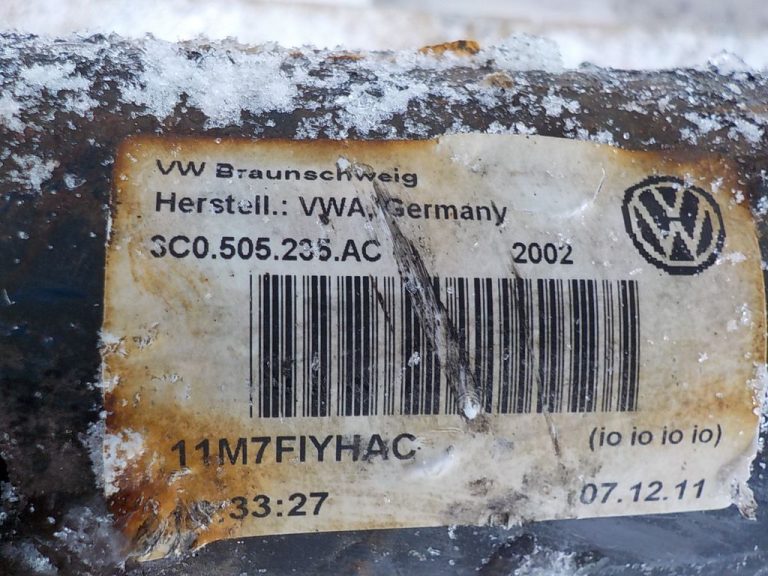 VW Braunschweig
Herstell.: VWA, Germany
3C0.505.235.AC 2002
11M7FIYHAC (io io io io)
:33:27 07.12.11